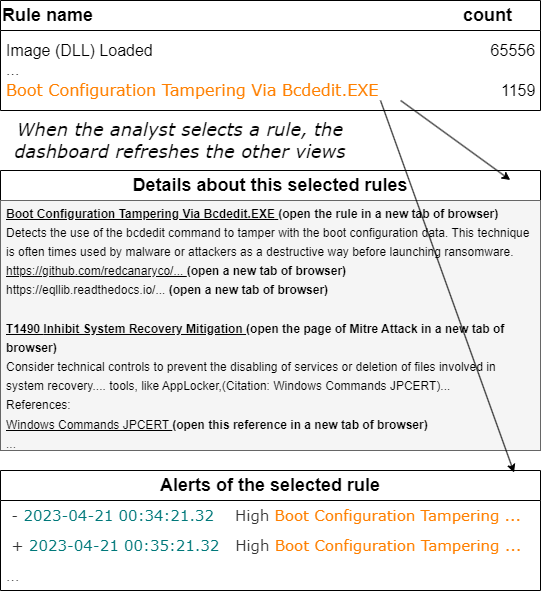 Rule name count
Image (DLL) Loaded 65556
...
Boot Configuration Tampering Via Bcdedit.EXE 1159
When the analyst selects a rule, the
dashboard refreshes the other views
Details about this selected rules
Boot Configuration Tampering Via Bcdedit.EXE (open the rule in a new tab of browser)
Detects the use of the bcdedit command to tamper with the boot configuration data. This technique
is often times used by malware or attackers as a destructive way before launching ransomware.
https://github.com/redcanaryco/... (open a new tab of browser)
https://eqllib.readthedocs.io/... (open a new tab of browser)
T1490 Inhibit System Recovery Mitigation (open the page of Mitre Attack in a new tab of
browser)
Consider technical controls to prevent the disabling of services or deletion of files involved in
system recovery.... tools, like AppLocker,(Citation: Windows Commands JPCERT)...
References:
Windows Commands JPCERT (open this reference in a new tab of browser)
...
Alerts of the selected rule
- 2023-04-21 00:34:21.32 High Boot Configuration Tampering ...
+ 2023-04-21 00:35:21.32 High Boot Configuration Tampering ...
...